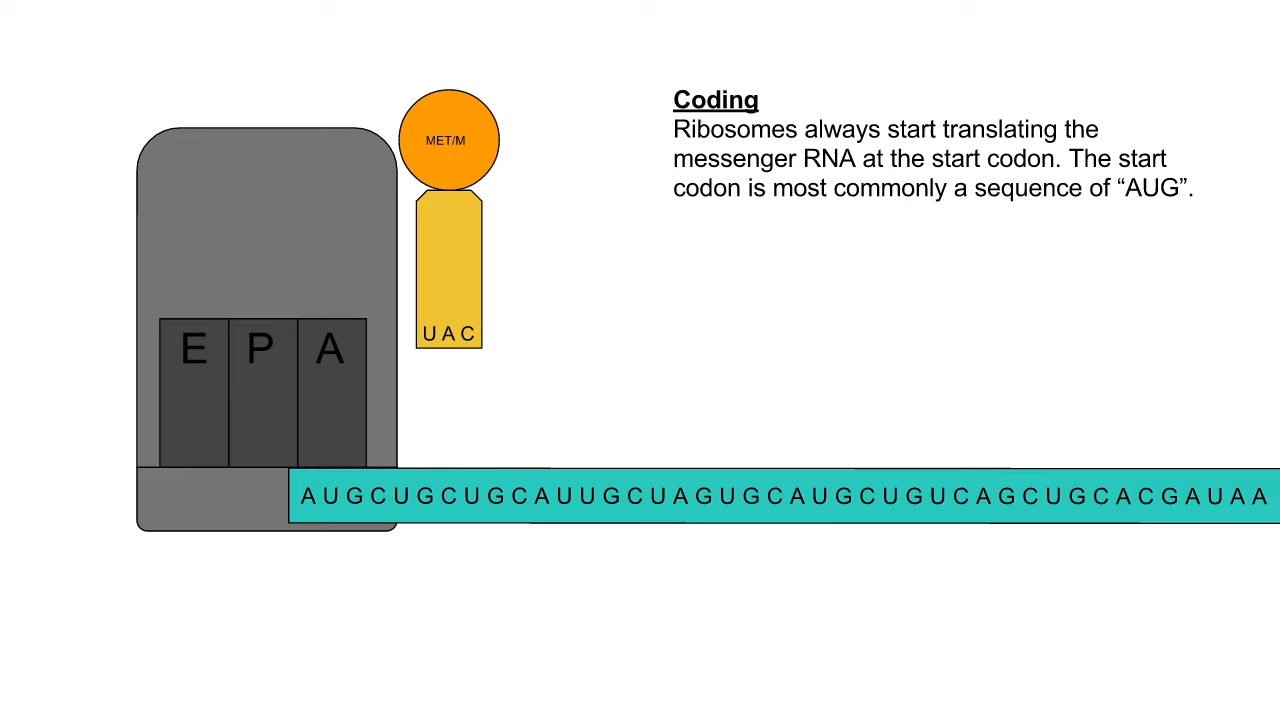 Coding
Ribosomes always start translating the
messenger RNA at the start codon. The start
codon is most commonly a sequence of “AUG”.
MET/M
U A C
E P A
A U G C U G C U G C A U U G C U A G U G C A U G C U G U C A G C U G C A C G A U A A